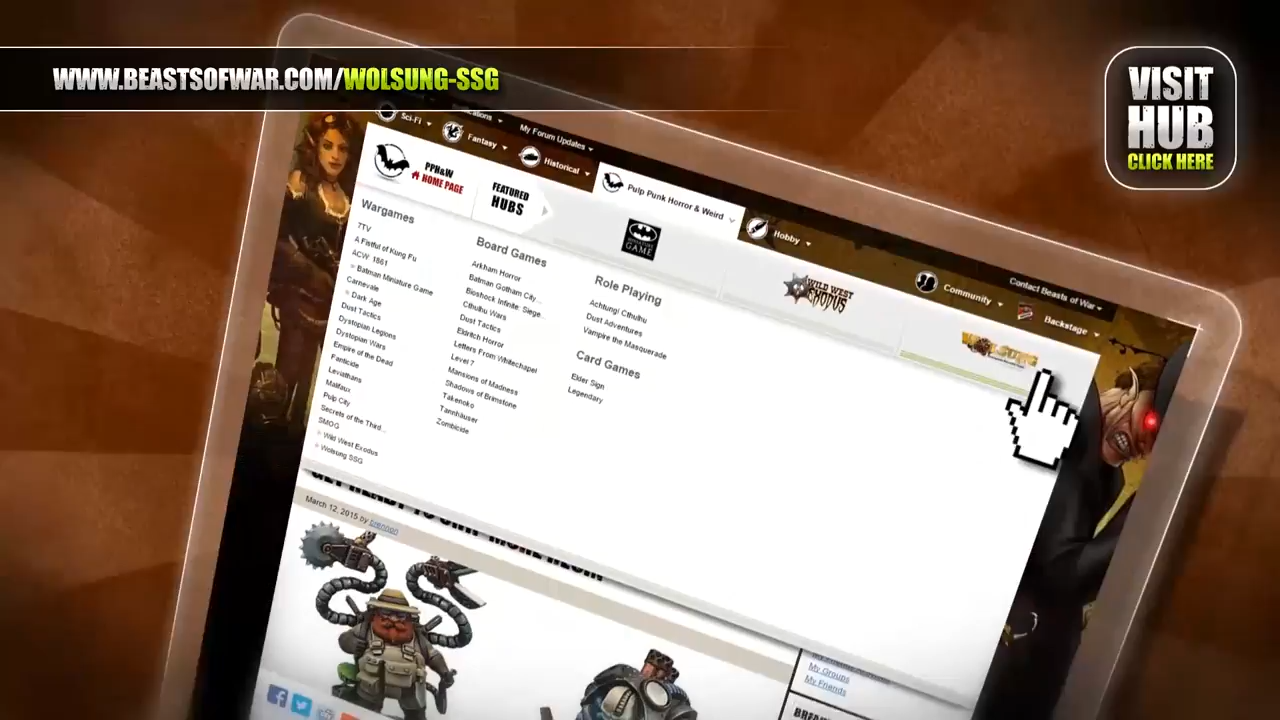 WWW.BEASTSOFWAR.COM/WOLSUNG-SSG
VISIT
HUB
CLICK HERE
My Forum Updates
Sci-Fi
Fantasy
Historical
Pulp Punk Horror & Weird
Hobby
Community
Contact Beasts of War
Backstage
PPH&W
HOME PAGE
FEATURED
HUBS
MINIATURE
GAME
WILD WEST
EXODUS
WOLSUNG
Wargames
7TV
A Fistful of Kung Fu
ACW 1861
Batman Miniature Game
Carnevale
Dark Age
Dust Tactics
Dystopian Legions
Dystopian Wars
Empire of the Dead
Fanticide
Leviathans
Malifaux
Pulp City
Secrets of the Third...
SMOG
Wild West Exodus
Wolsung SSG
Board Games
Arkham Horror
Batman Gotham City...
Bioshock Infinite: Siege...
Cthulhu Wars
Dust Tactics
Eldritch Horror
Letters From Whitechapel
Level 7
Mansions of Madness
Shadows of Brimstone
Takenoko
Tannhäuser
Zombicide
Role Playing
Achtung! Cthulhu
Dust Adventures
Vampire the Masquerade
Card Games
Elder Sign
Legendary
March 12, 2015 by brennon
My Groups
My Friends